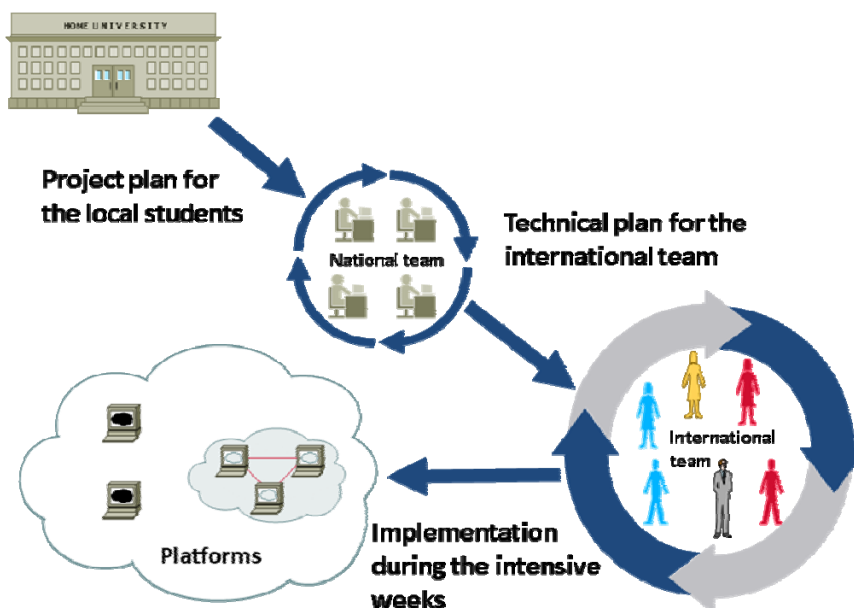 HOME UNIVERSITY
Project plan for
the local students
National team
Technical plan for the
international team
International
team
Platforms
Implementation
during the intensive
weeks